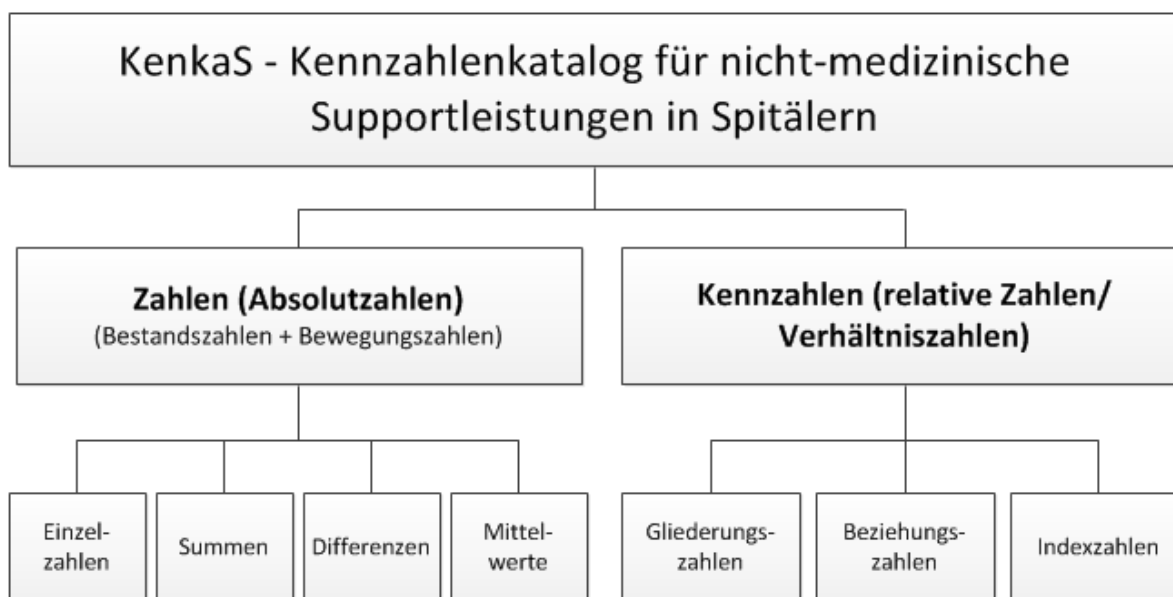 KenkaS - Kennzahlenkatalog für nicht-medizinische
Supportleistungen in Spitälern
Zahlen (Absolutzahlen)
(Bestandszahlen + Bewegungszahlen)
Kennzahlen (relative Zahlen/
Verhältniszahlen)
Einzel-
zahlen
Summen
Differenzen
Mittel-
werte
Gliederungs-
zahlen
Beziehungs-
zahlen
Indexzahlen